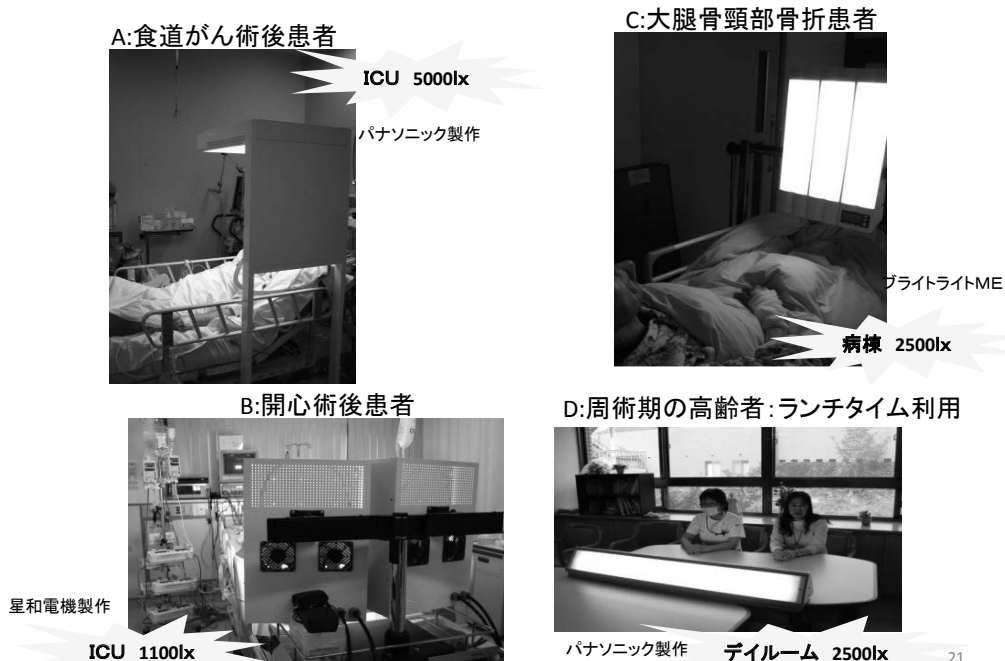 A:食道がん術後患者
ICU 5000lx
パナソニック製作
C:大腿骨頸部骨折患者
ブライトライトME
病棟 2500lx
B:開心術後患者
星和電機製作
ICU 1100lx
D:周術期の高齢者:ランチタイム利用
パナソニック製作
デイルーム 2500lx
21